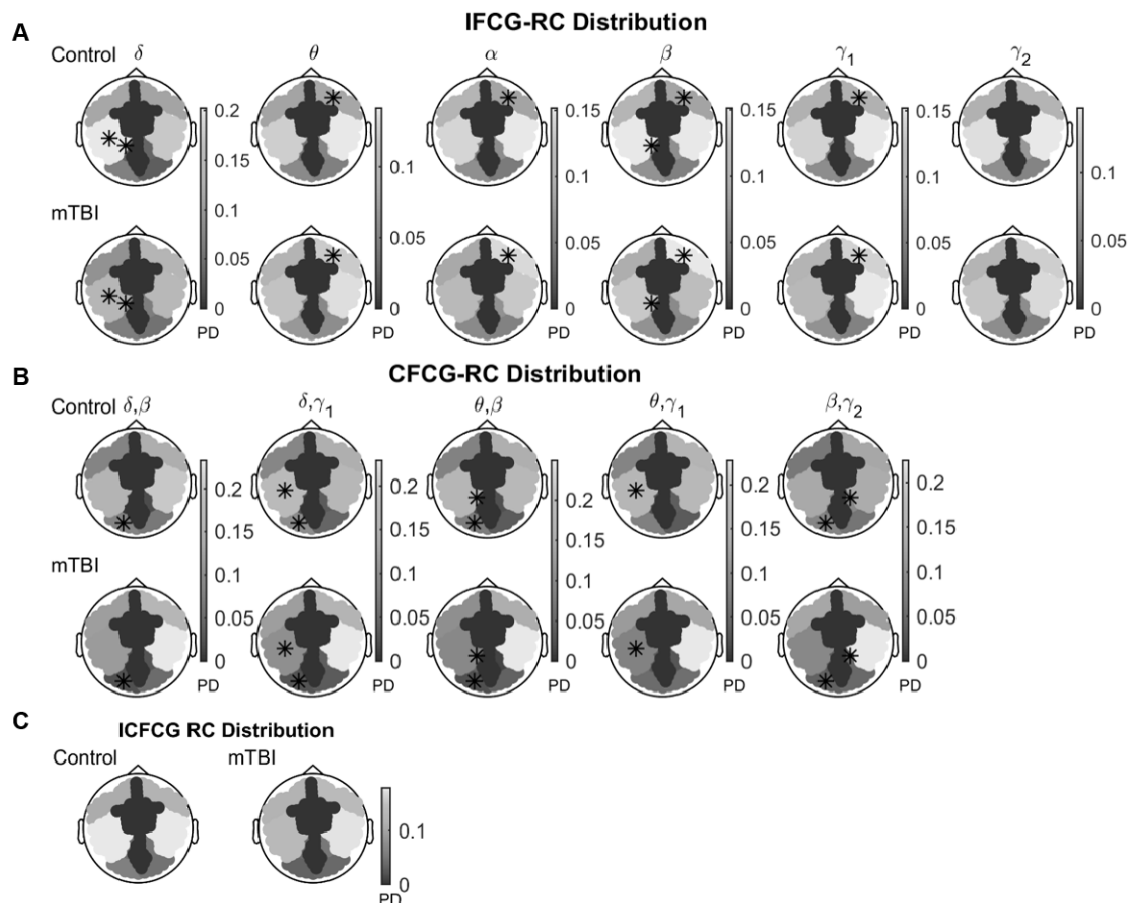 A
IFCG-RC Distribution
Control δ θ α β γ1 γ2
0.2 0.15 0.1 0.05 0
0.1 0.05 0
0.15 0.1 0.05 0
0.15 0.1 0.05 0
0.15 0.1 0.05 0
0.1 0.05 0
mTBI
PD PD PD PD PD PD
B
CFCG-RC Distribution
Control δ,β δ,γ1 θ,β θ,γ1 β,γ2
0.2 0.15 0.1 0.05 0
0.2 0.15 0.1 0.05 0
0.2 0.15 0.1 0.05 0
0.2 0.15 0.1 0.05 0
0.2 0.15 0.1 0.05 0
mTBI
PD PD PD PD PD
C
ICFCG RC Distribution
Control mTBI
0.1
0
PD